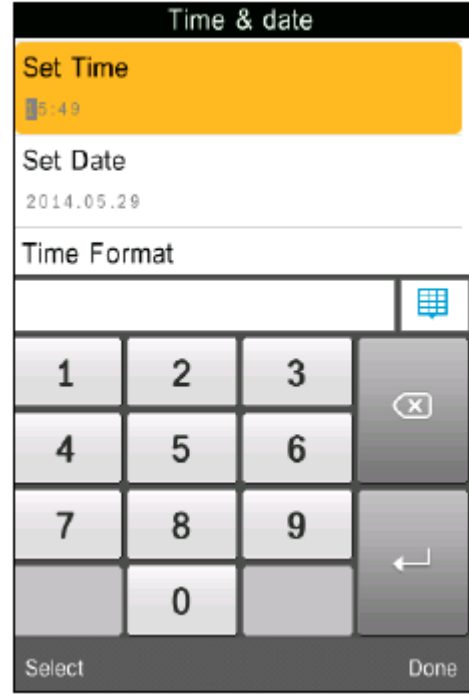 Time & date
Set Time
15:49
Set Date
2014.05.29
Time Format
1 2 3
4 5 6
7 8 9
0
Select Done